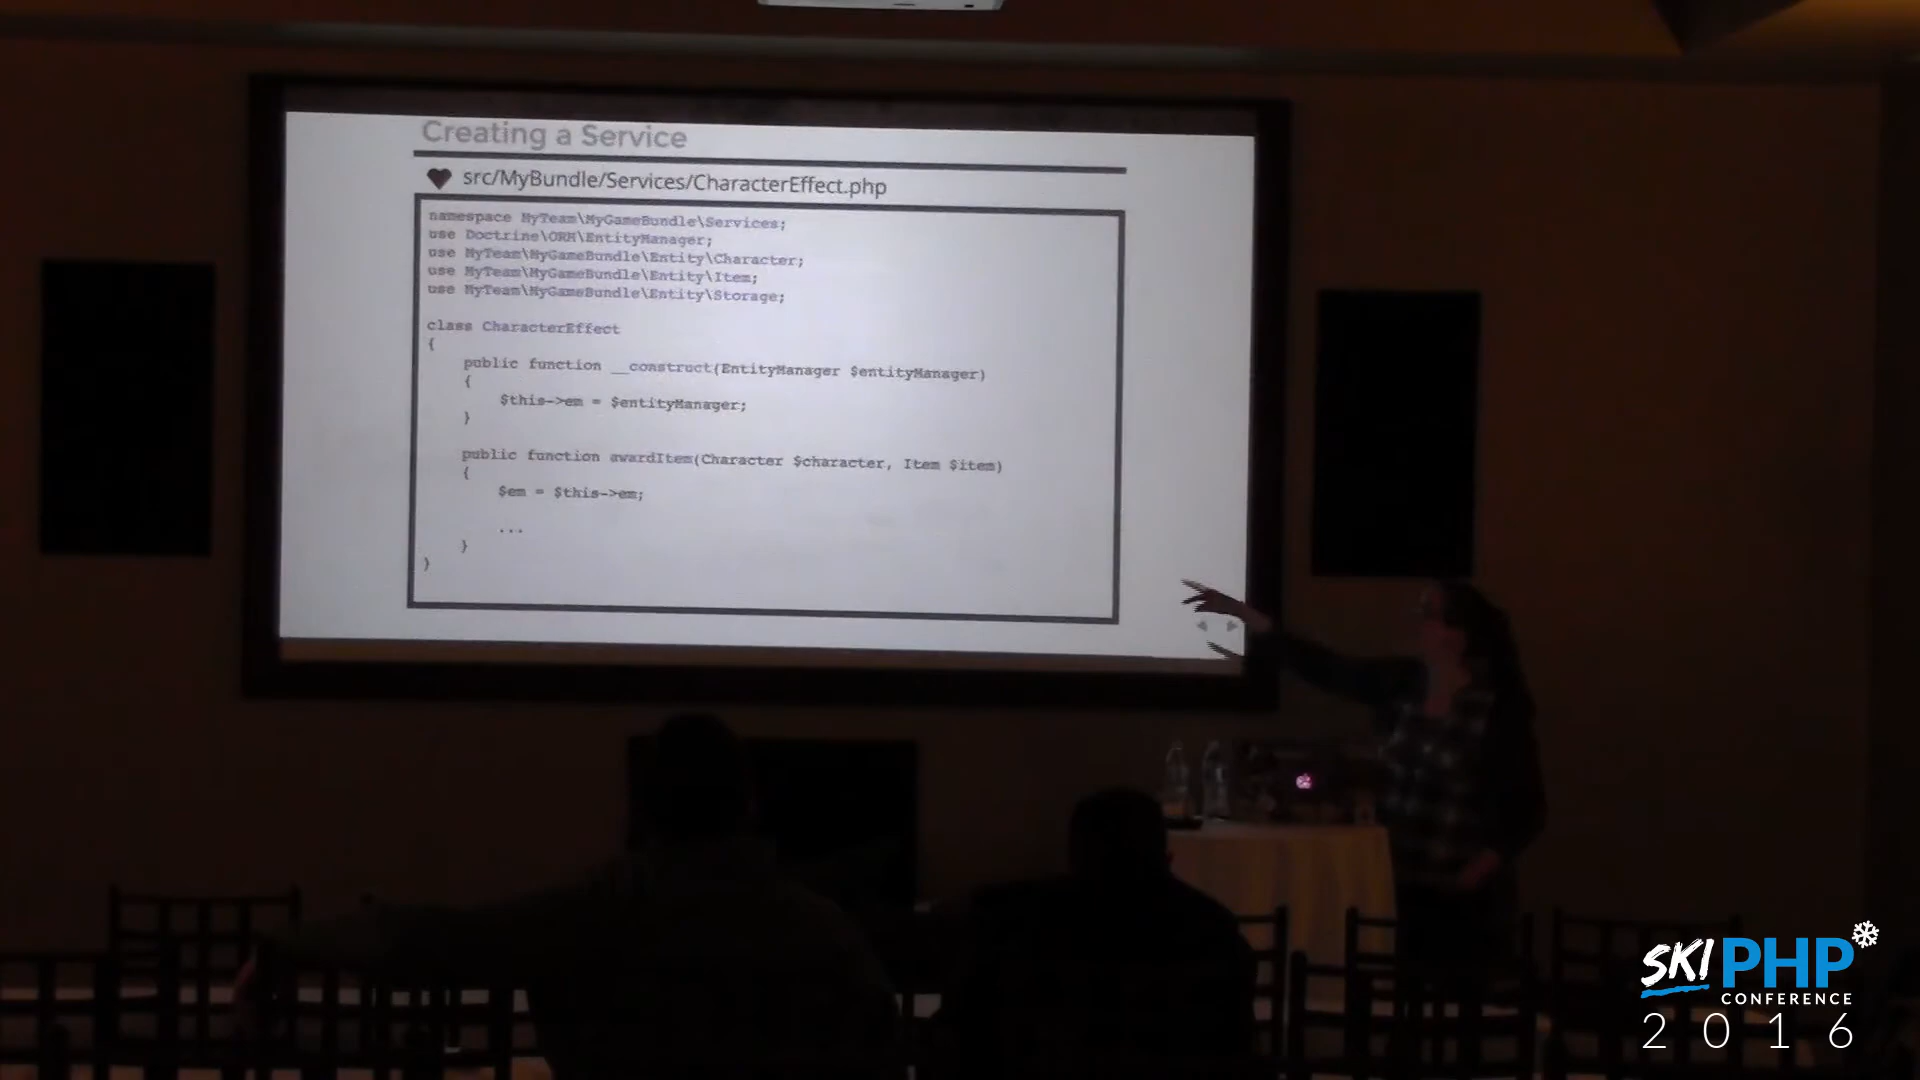 Creating a Service
src/MyBundle/Services/CharacterEffect.php
namespace MyTeam\MyGameBundle\Services;
use Doctrine\ORM\EntityManager;
use MyTeam\MyGameBundle\Entity\Character;
use MyTeam\MyGameBundle\Entity\Item;
use MyTeam\MyGameBundle\Entity\Storage;
class CharacterEffect
{
public function __construct(EntityManager $entityManager)
{
$this->em = $entityManager;
}
public function awardItem(Character $character, Item $item)
{
$em = $this->em;
...
}
}
SKI PHP
CONFERENCE
2016